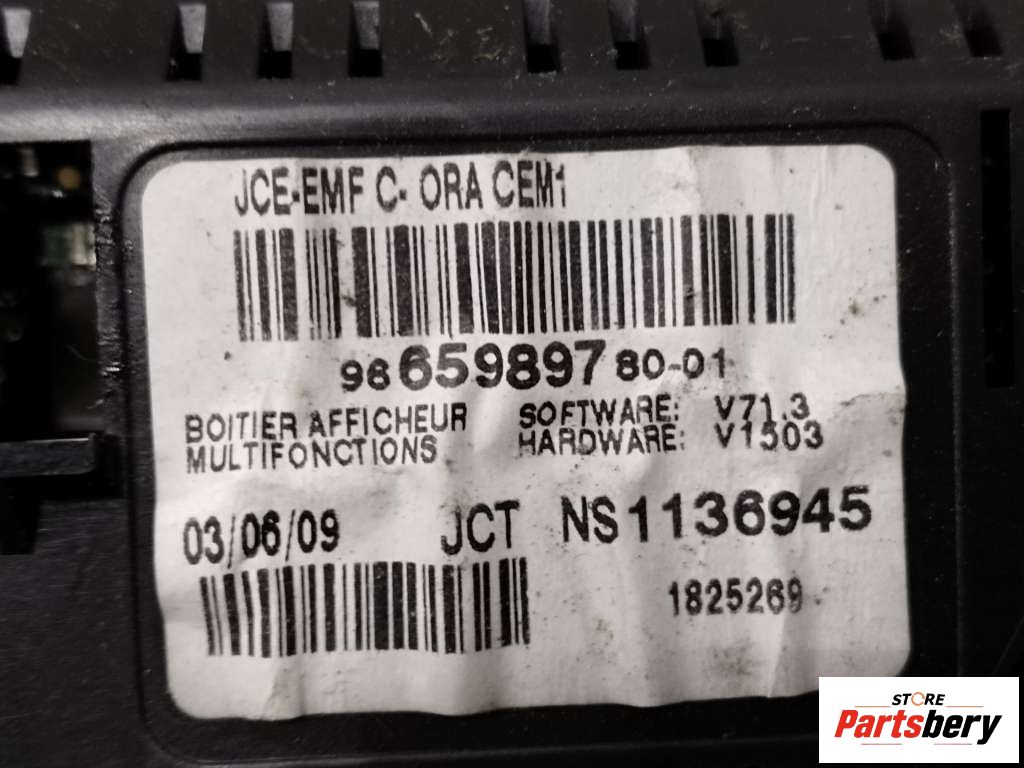 JCE-EMF C- ORA CEM1
9665989780-01
BOITIER AFFICHEUR
MULTIFONCTIONS
SOFTWARE: V71.3
HARDWARE: V1503
03/06/09 JCT NS1136945
1825269
STORE
Partsbery